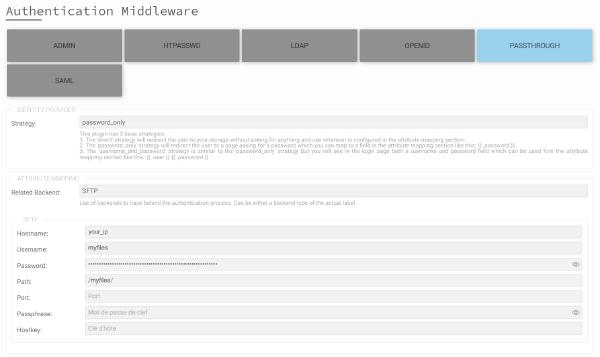 Authentication Middleware
ADMIN
HTPASSWD
LDAP
OPENID
PASSTHROUGH
SAML
IDENTITY PROVIDER
Strategy:
password_only
This plugin has 3 base strategies:
1. The 'direct' strategy will redirect the user to your storage without asking for anything and use whatever is configured in the attribute mapping section.
2. The 'password_only' strategy will redirect the user to a page asking for a password which you can map to a field in the attribute mapping section like this: {{ .password }}
3. The 'username_and_password' strategy is similar to the 'password_only' strategy but you will see in the login page both a username and password field which can be used from the attribute
mapping section like this: {{ .user }} {{ .password }}
ATTRIBUTE MAPPING
Related Backend:
SFTP
List of backends to have behind the authentication process. Can be either a backend type of the actual label
SFTP
Hostname:
your_ip
Username:
myfiles
Password:
Path:
/myfiles/
Port:
Port
Passphrase:
Mot de passe de clef
Hostkey:
Clé d'hôte